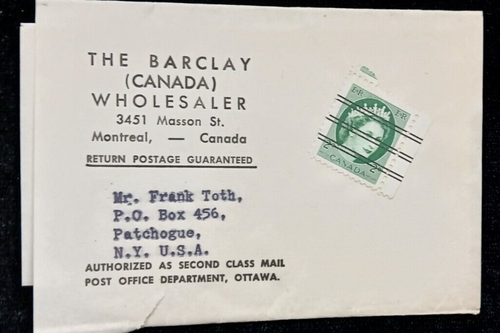 THE BARCLAY
(CANADA)
WHOLESALER
3451 Masson St.
Montreal, — Canada
RETURN POSTAGE GUARANTEED
E R
2 CANADA 2
Mr. Frank Toth,
P.O. Box 456,
Patchogue,
N.Y. U.S.A.
AUTHORIZED AS SECOND CLASS MAIL
POST OFFICE DEPARTMENT, OTTAWA.